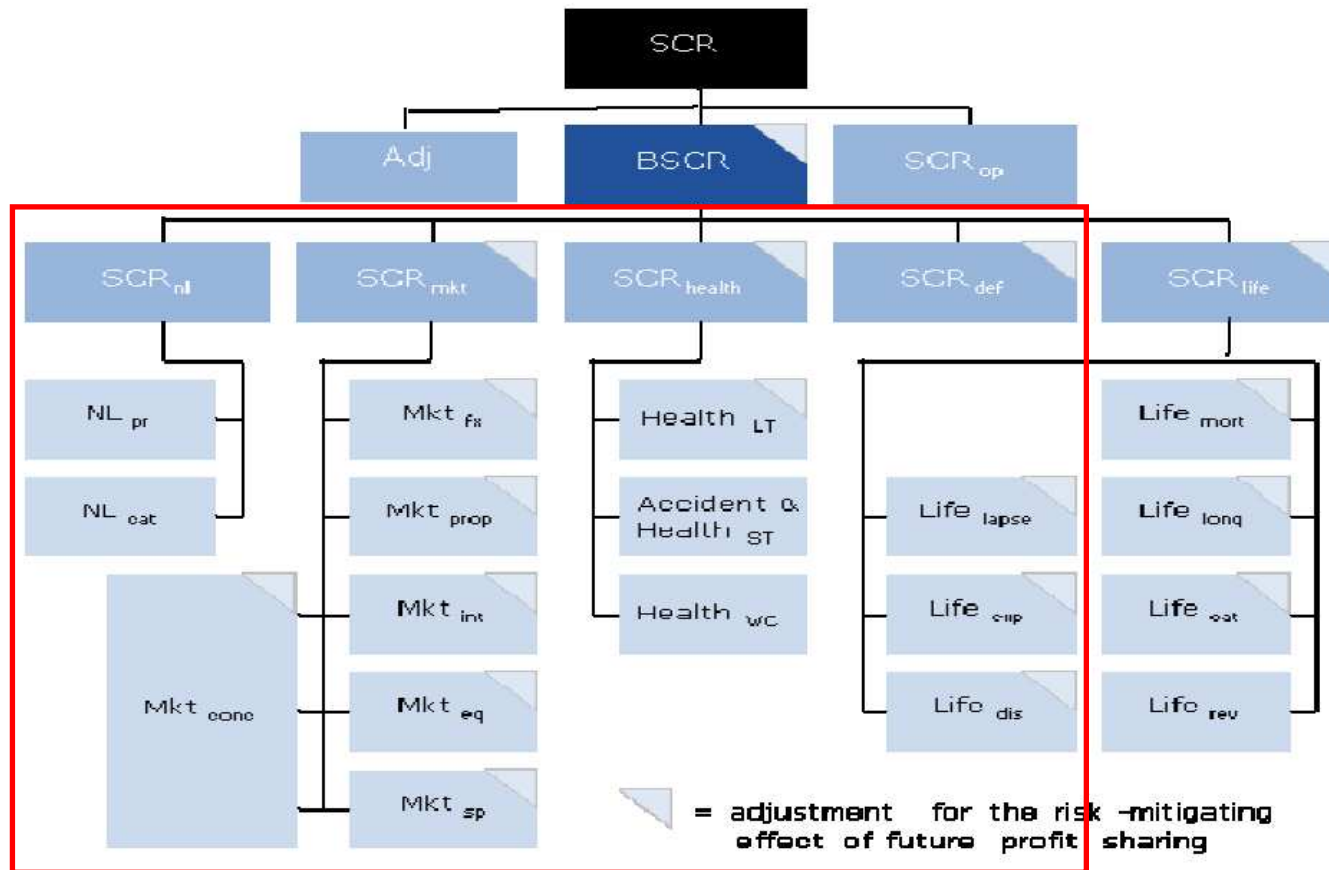 SCR
Adj
BSCR
SCR op
SCR nl
SCR mkt
SCR health
SCR def
SCR life
NL pr
Mkt fx
Health LT
Life mort
NL cat
Mkt prop
Accident &
Health ST
Life lapse
Life long
Mkt conc
Mkt int
Health WC
Life exp
Life cat
Mkt eq
Life dis
Life rev
Mkt sp
= adjustment for the risk -mitigating
effect of future profit sharing